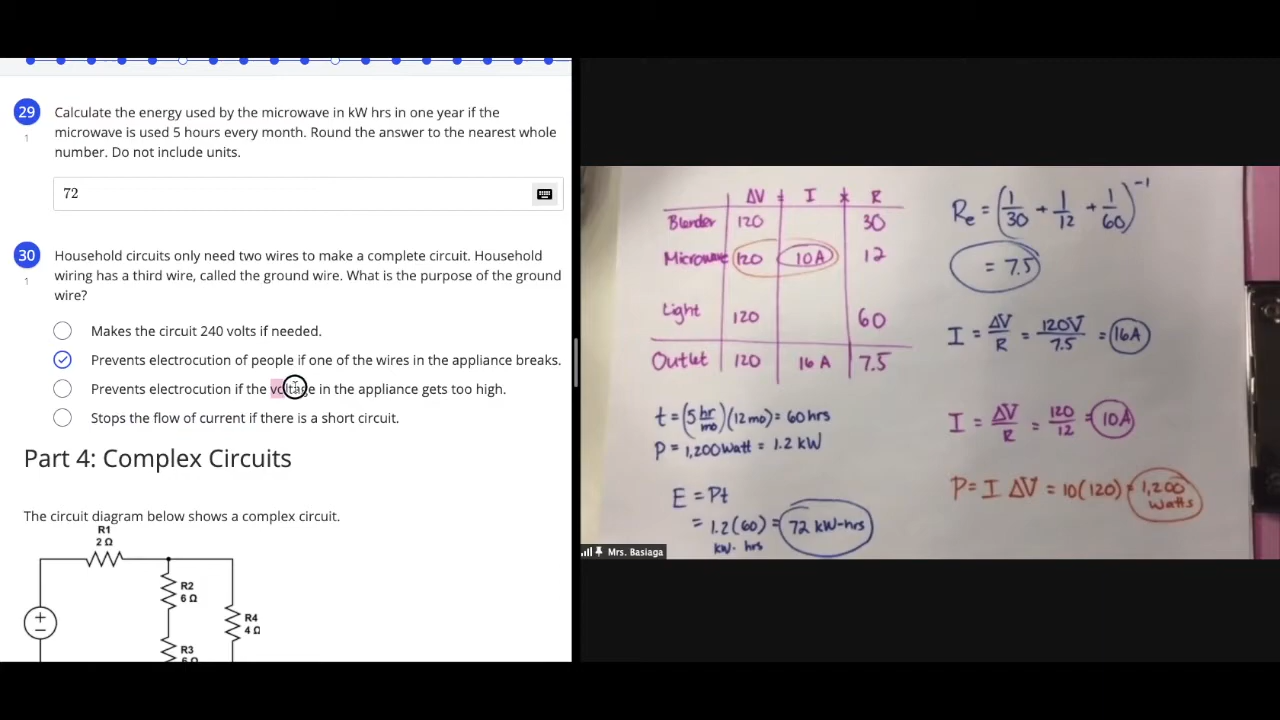 29
1
Calculate the energy used by the microwave in kW hrs in one year if the
microwave is used 5 hours every month. Round the answer to the nearest whole
number. Do not include units.
72
30
1
Household circuits only need two wires to make a complete circuit. Household
wiring has a third wire, called the ground wire. What is the purpose of the ground
wire?
Makes the circuit 240 volts if needed.
Prevents electrocution of people if one of the wires in the appliance breaks.
Prevents electrocution if the voltage in the appliance gets too high.
Stops the flow of current if there is a short circuit.
Part 4: Complex Circuits
The circuit diagram below shows a complex circuit.
R1
2 Ω
R2
6 Ω
R4
4 Ω
R3
6 Ω
ΔV = I × R
Blender 120 30
Microwave 120 10A 12
Light 120 60
Outlet 120 16 A 7.5
t = (5 hr/mo)(12 mo) = 60 hrs
P = 1,200 Watt = 1.2 kW
E = Pt
= 1.2 (60) = 72 kW-hrs
kW· hrs
Re = (1/30 + 1/12 + 1/60)⁻¹
= 7.5
I = ΔV/R = 120V/7.5 = 16A
I = ΔV/R = 120/12 = 10A
P = I ΔV = 10(120) = 1,200
Watts
Mrs. Basiaga